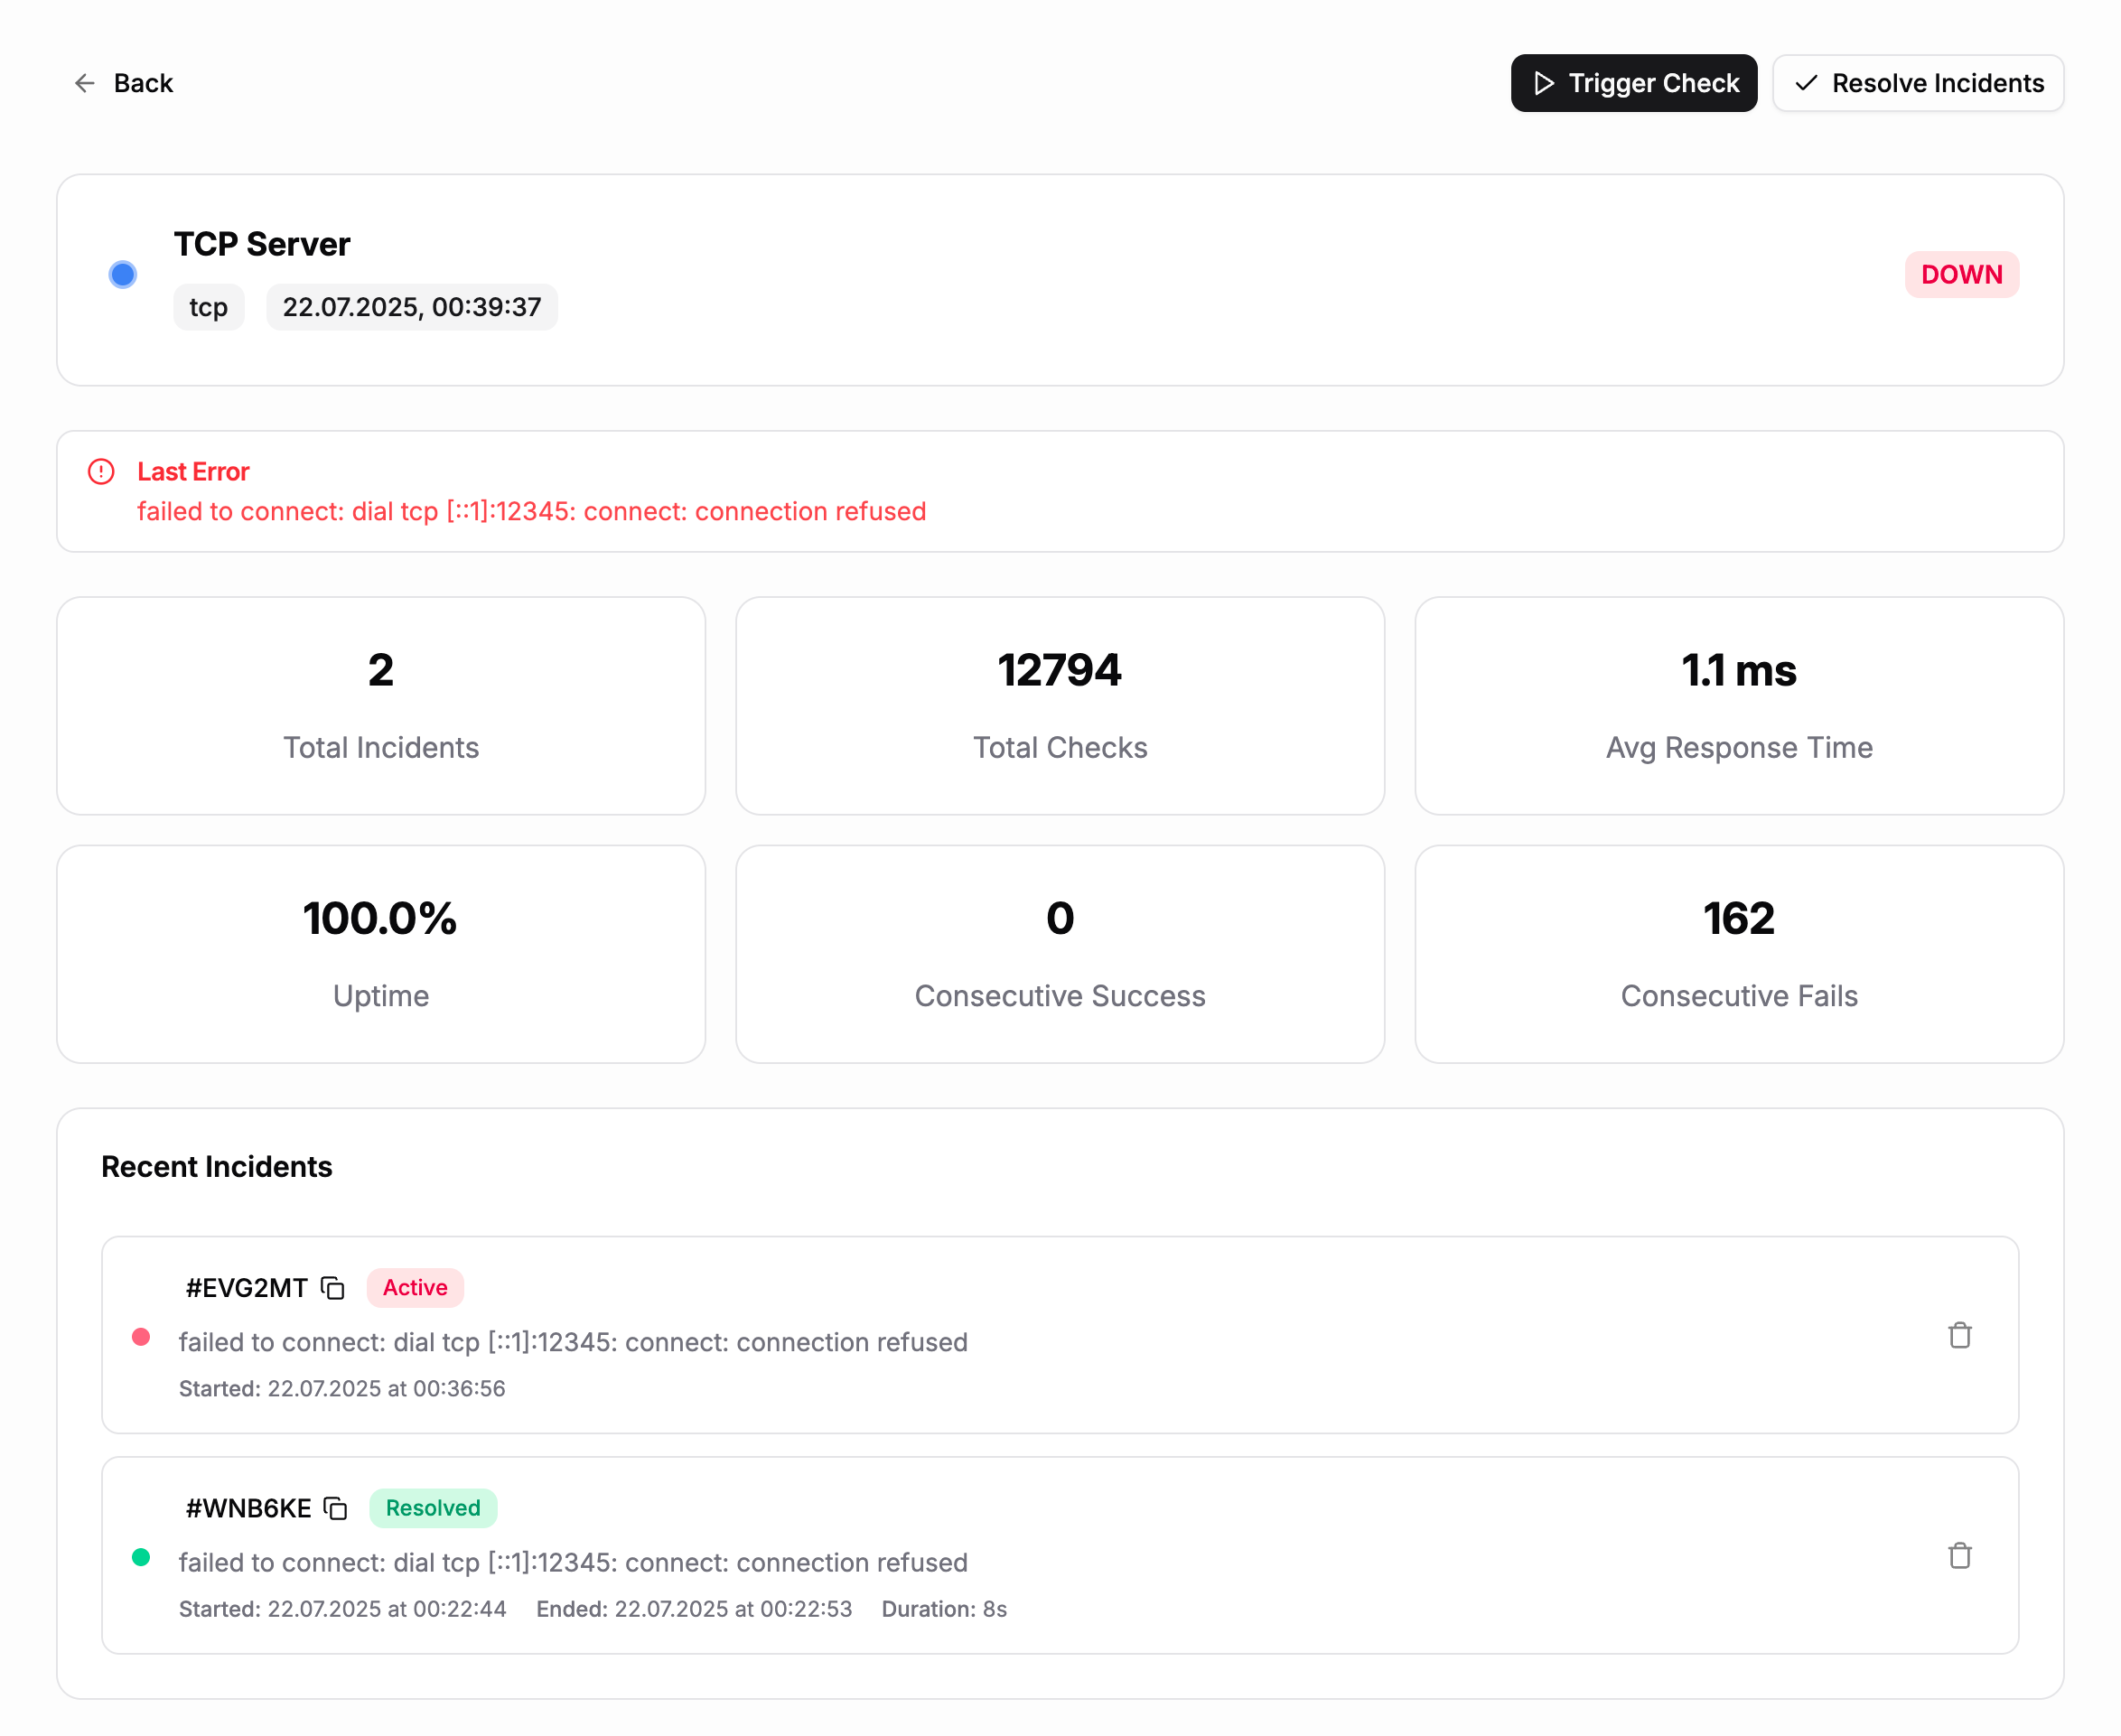 Back
Trigger Check
Resolve Incidents
TCP Server
tcp 22.07.2025, 00:39:37
DOWN
Last Error
failed to connect: dial tcp [::1]:12345: connect: connection refused
2
Total Incidents
12794
Total Checks
1.1 ms
Avg Response Time
100.0%
Uptime
0
Consecutive Success
162
Consecutive Fails
Recent Incidents
#EVG2MT Active
failed to connect: dial tcp [::1]:12345: connect: connection refused
Started: 22.07.2025 at 00:36:56
#WNB6KE Resolved
failed to connect: dial tcp [::1]:12345: connect: connection refused
Started: 22.07.2025 at 00:22:44 Ended: 22.07.2025 at 00:22:53 Duration: 8s